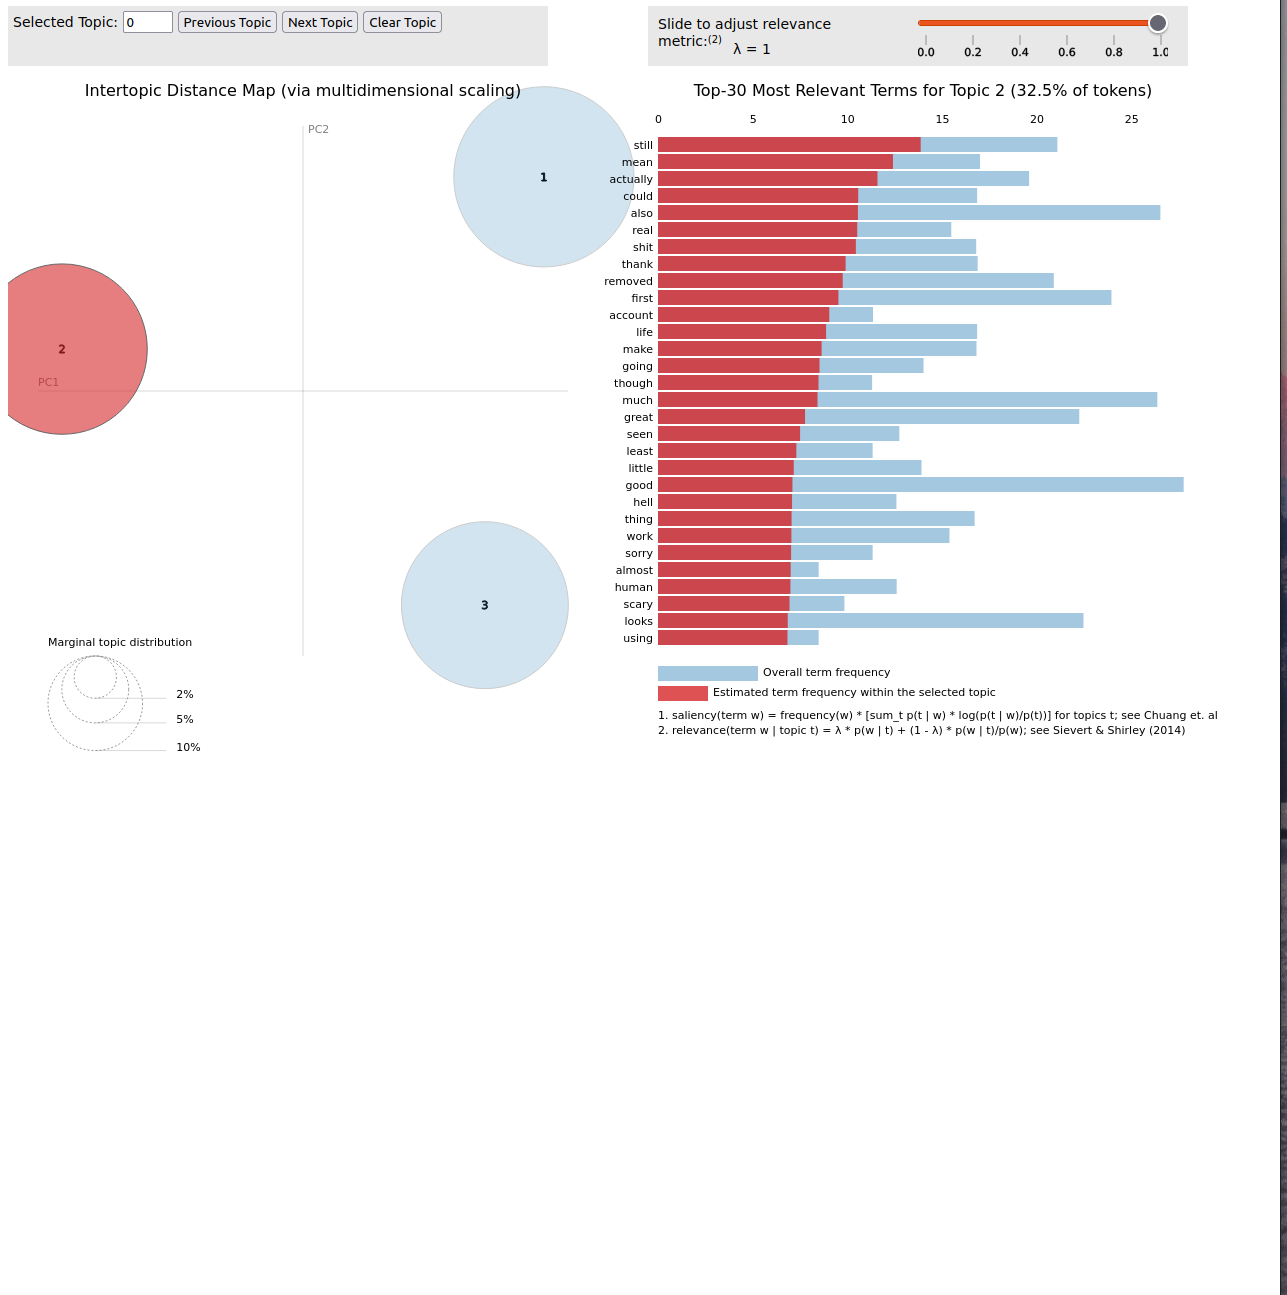 Selected Topic: 0 Previous Topic Next Topic Clear Topic
Slide to adjust relevance
metric:(2)
λ = 1
0.0 0.2 0.4 0.6 0.8 1.0
Intertopic Distance Map (via multidimensional scaling)
PC2
1
2
PC1
3
Marginal topic distribution
2%
5%
10%
Top-30 Most Relevant Terms for Topic 2 (32.5% of tokens)
0 5 10 15 20 25
still
mean
actually
could
also
real
shit
thank
removed
first
account
life
make
going
though
much
great
seen
least
little
good
hell
thing
work
sorry
almost
human
scary
looks
using
Overall term frequency
Estimated term frequency within the selected topic
1. saliency(term w) = frequency(w) * [sum_t p(t | w) * log(p(t | w)/p(t))] for topics t; see Chuang et. al
2. relevance(term w | topic t) = λ * p(w | t) + (1 - λ) * p(w | t)/p(w); see Sievert & Shirley (2014)